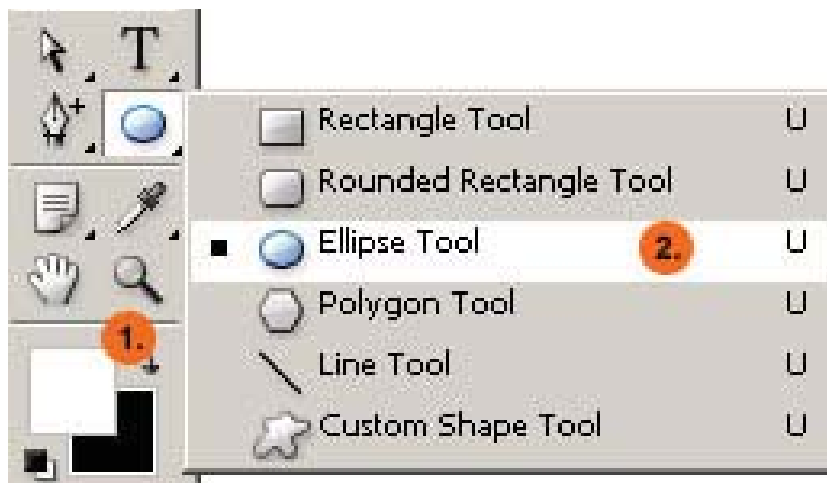 T
Rectangle Tool U
Rounded Rectangle Tool U
Ellipse Tool 2. U
Polygon Tool U
1.
Line Tool U
Custom Shape Tool U